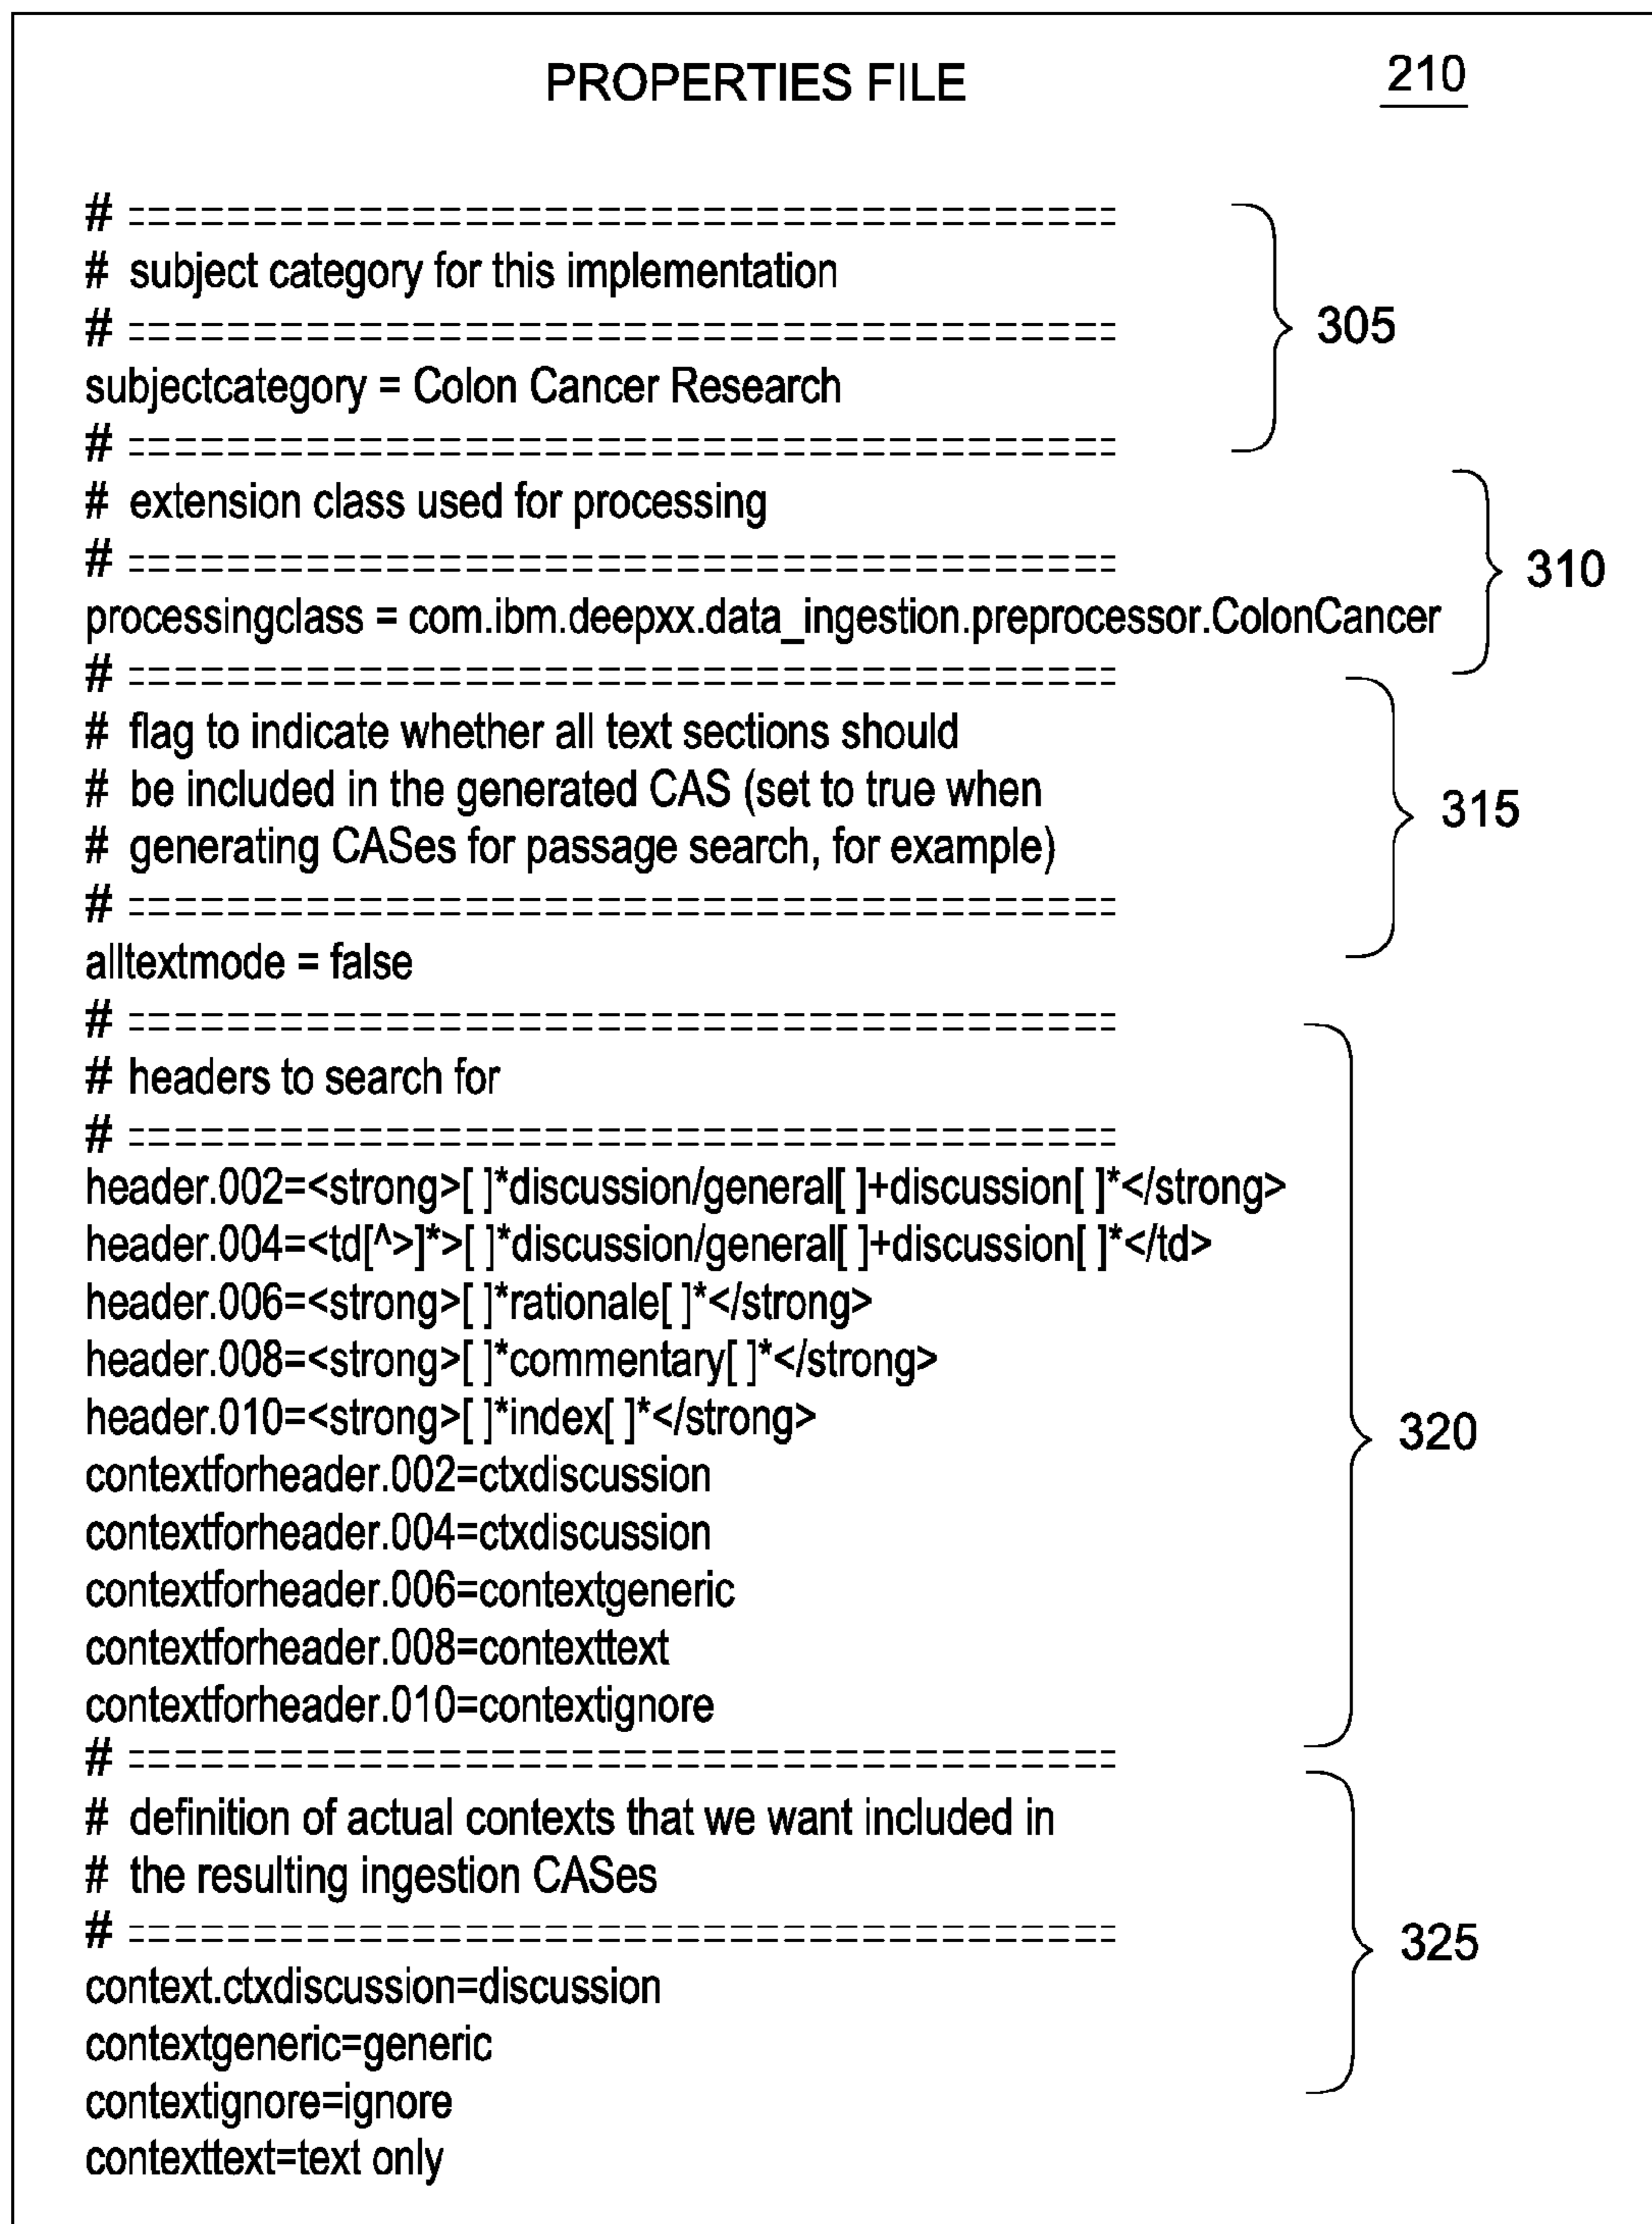 PROPERTIES FILE 210
# ======================================
# subject category for this implementation
# ======================================
305
subjectcategory = Colon Cancer Research
# ======================================
# extension class used for processing
# ======================================
310
processingclass = com.ibm.deepxx.data_ingestion.preprocessor.ColonCancer
# ======================================
# flag to indicate whether all text sections should
# be included in the generated CAS (set to true when
315
# generating CASes for passage search, for example)
# ======================================
alltextmode = false
# ======================================
# headers to search for
# ======================================
header.002=<strong>[ ]*discussion/general[ ]+discussion[ ]*</strong>
header.004=<td[^>]*>[ ]*discussion/general[ ]+discussion[ ]*</td>
header.006=<strong>[ ]*rationale[ ]*</strong>
header.008=<strong>[ ]*commentary[ ]*</strong>
header.010=<strong>[ ]*index[ ]*</strong>
320
contextforheader.002=ctxdiscussion
contextforheader.004=ctxdiscussion
contextforheader.006=contextgeneric
contextforheader.008=contexttext
contextforheader.010=contextignore
# ======================================
# definition of actual contexts that we want included in
# the resulting ingestion CASes
# ======================================
325
context.ctxdiscussion=discussion
contextgeneric=generic
contextignore=ignore
contexttext=text only